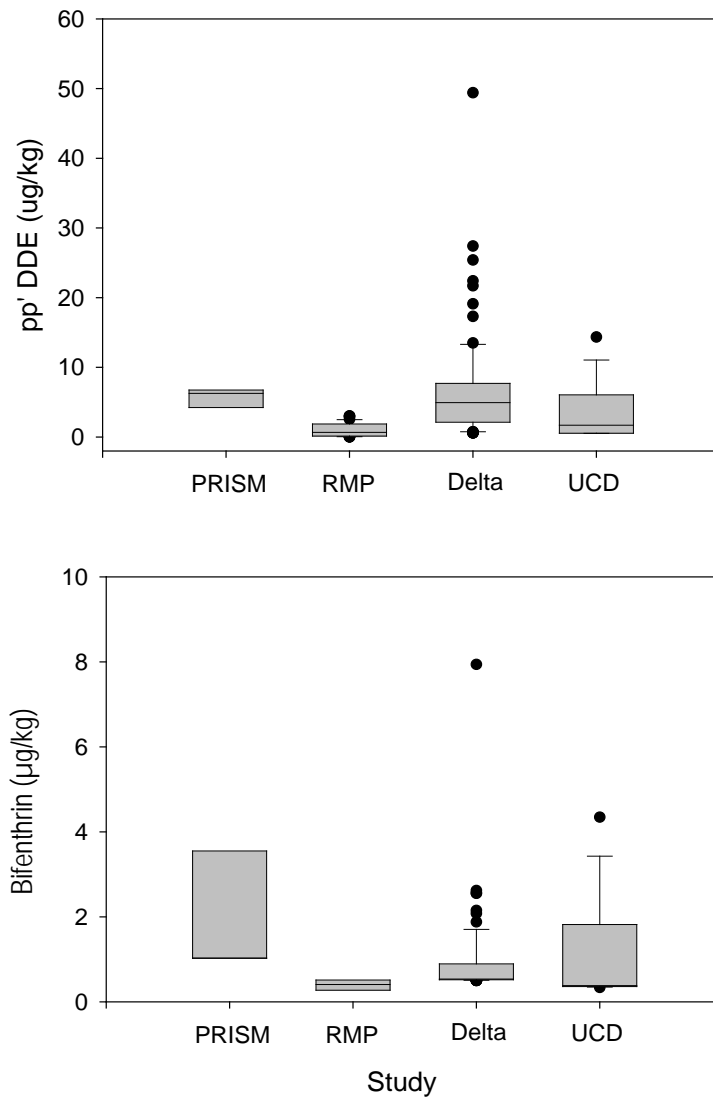 60
50
40
30
20
10
0
pp' DDE (ug/kg)
PRISM RMP Delta UCD
10
8
6
4
2
0
Bifenthrin (µg/kg)
PRISM RMP Delta UCD
Study